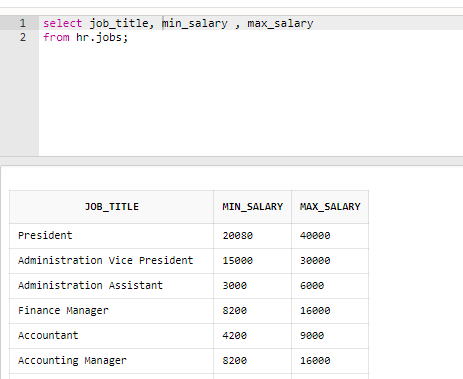 1 select job_title, min_salary , max_salary
2 from hr.jobs;
JOB_TITLE MIN_SALARY MAX_SALARY
President 20080 40000
Administration Vice President 15000 30000
Administration Assistant 3000 6000
Finance Manager 8200 16000
Accountant 4200 9000
Accounting Manager 8200 16000